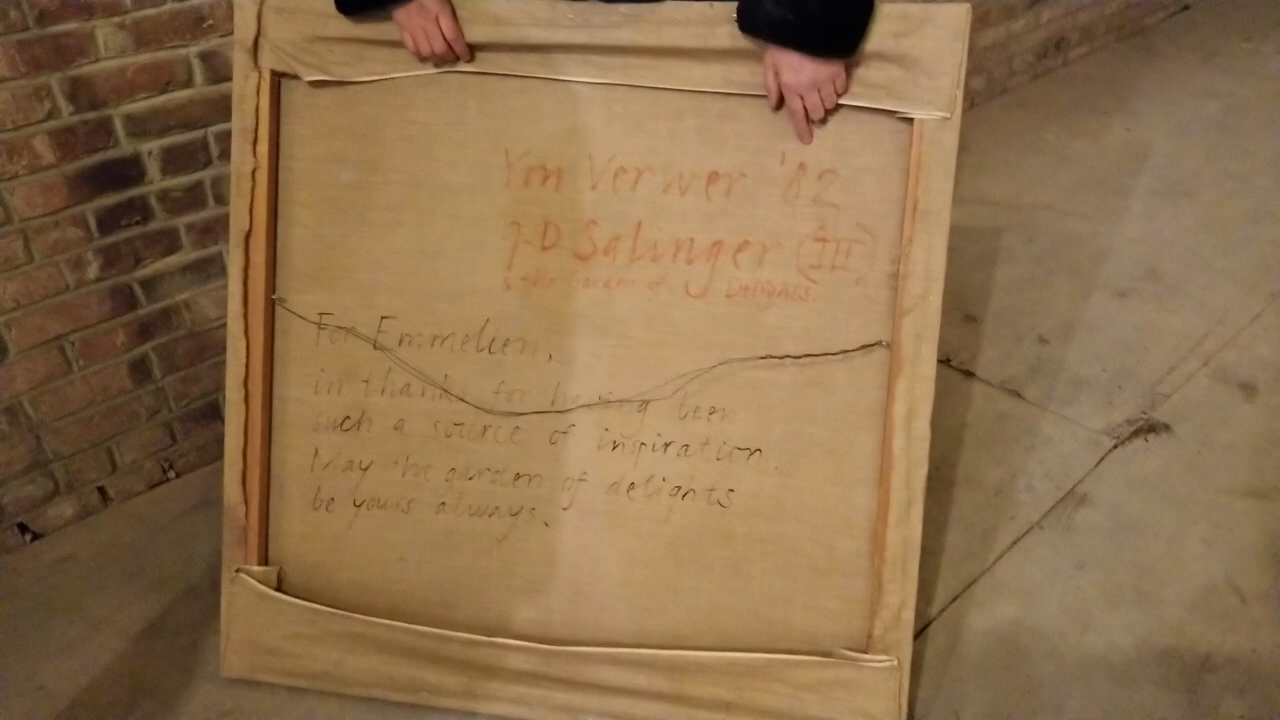 Ym Verwer '82
J.D Salinger (III)
& the Garden of Delights
For Emmelien,
in thanks for having been
such a source of inspiration.
May the garden of delights
be yours always.